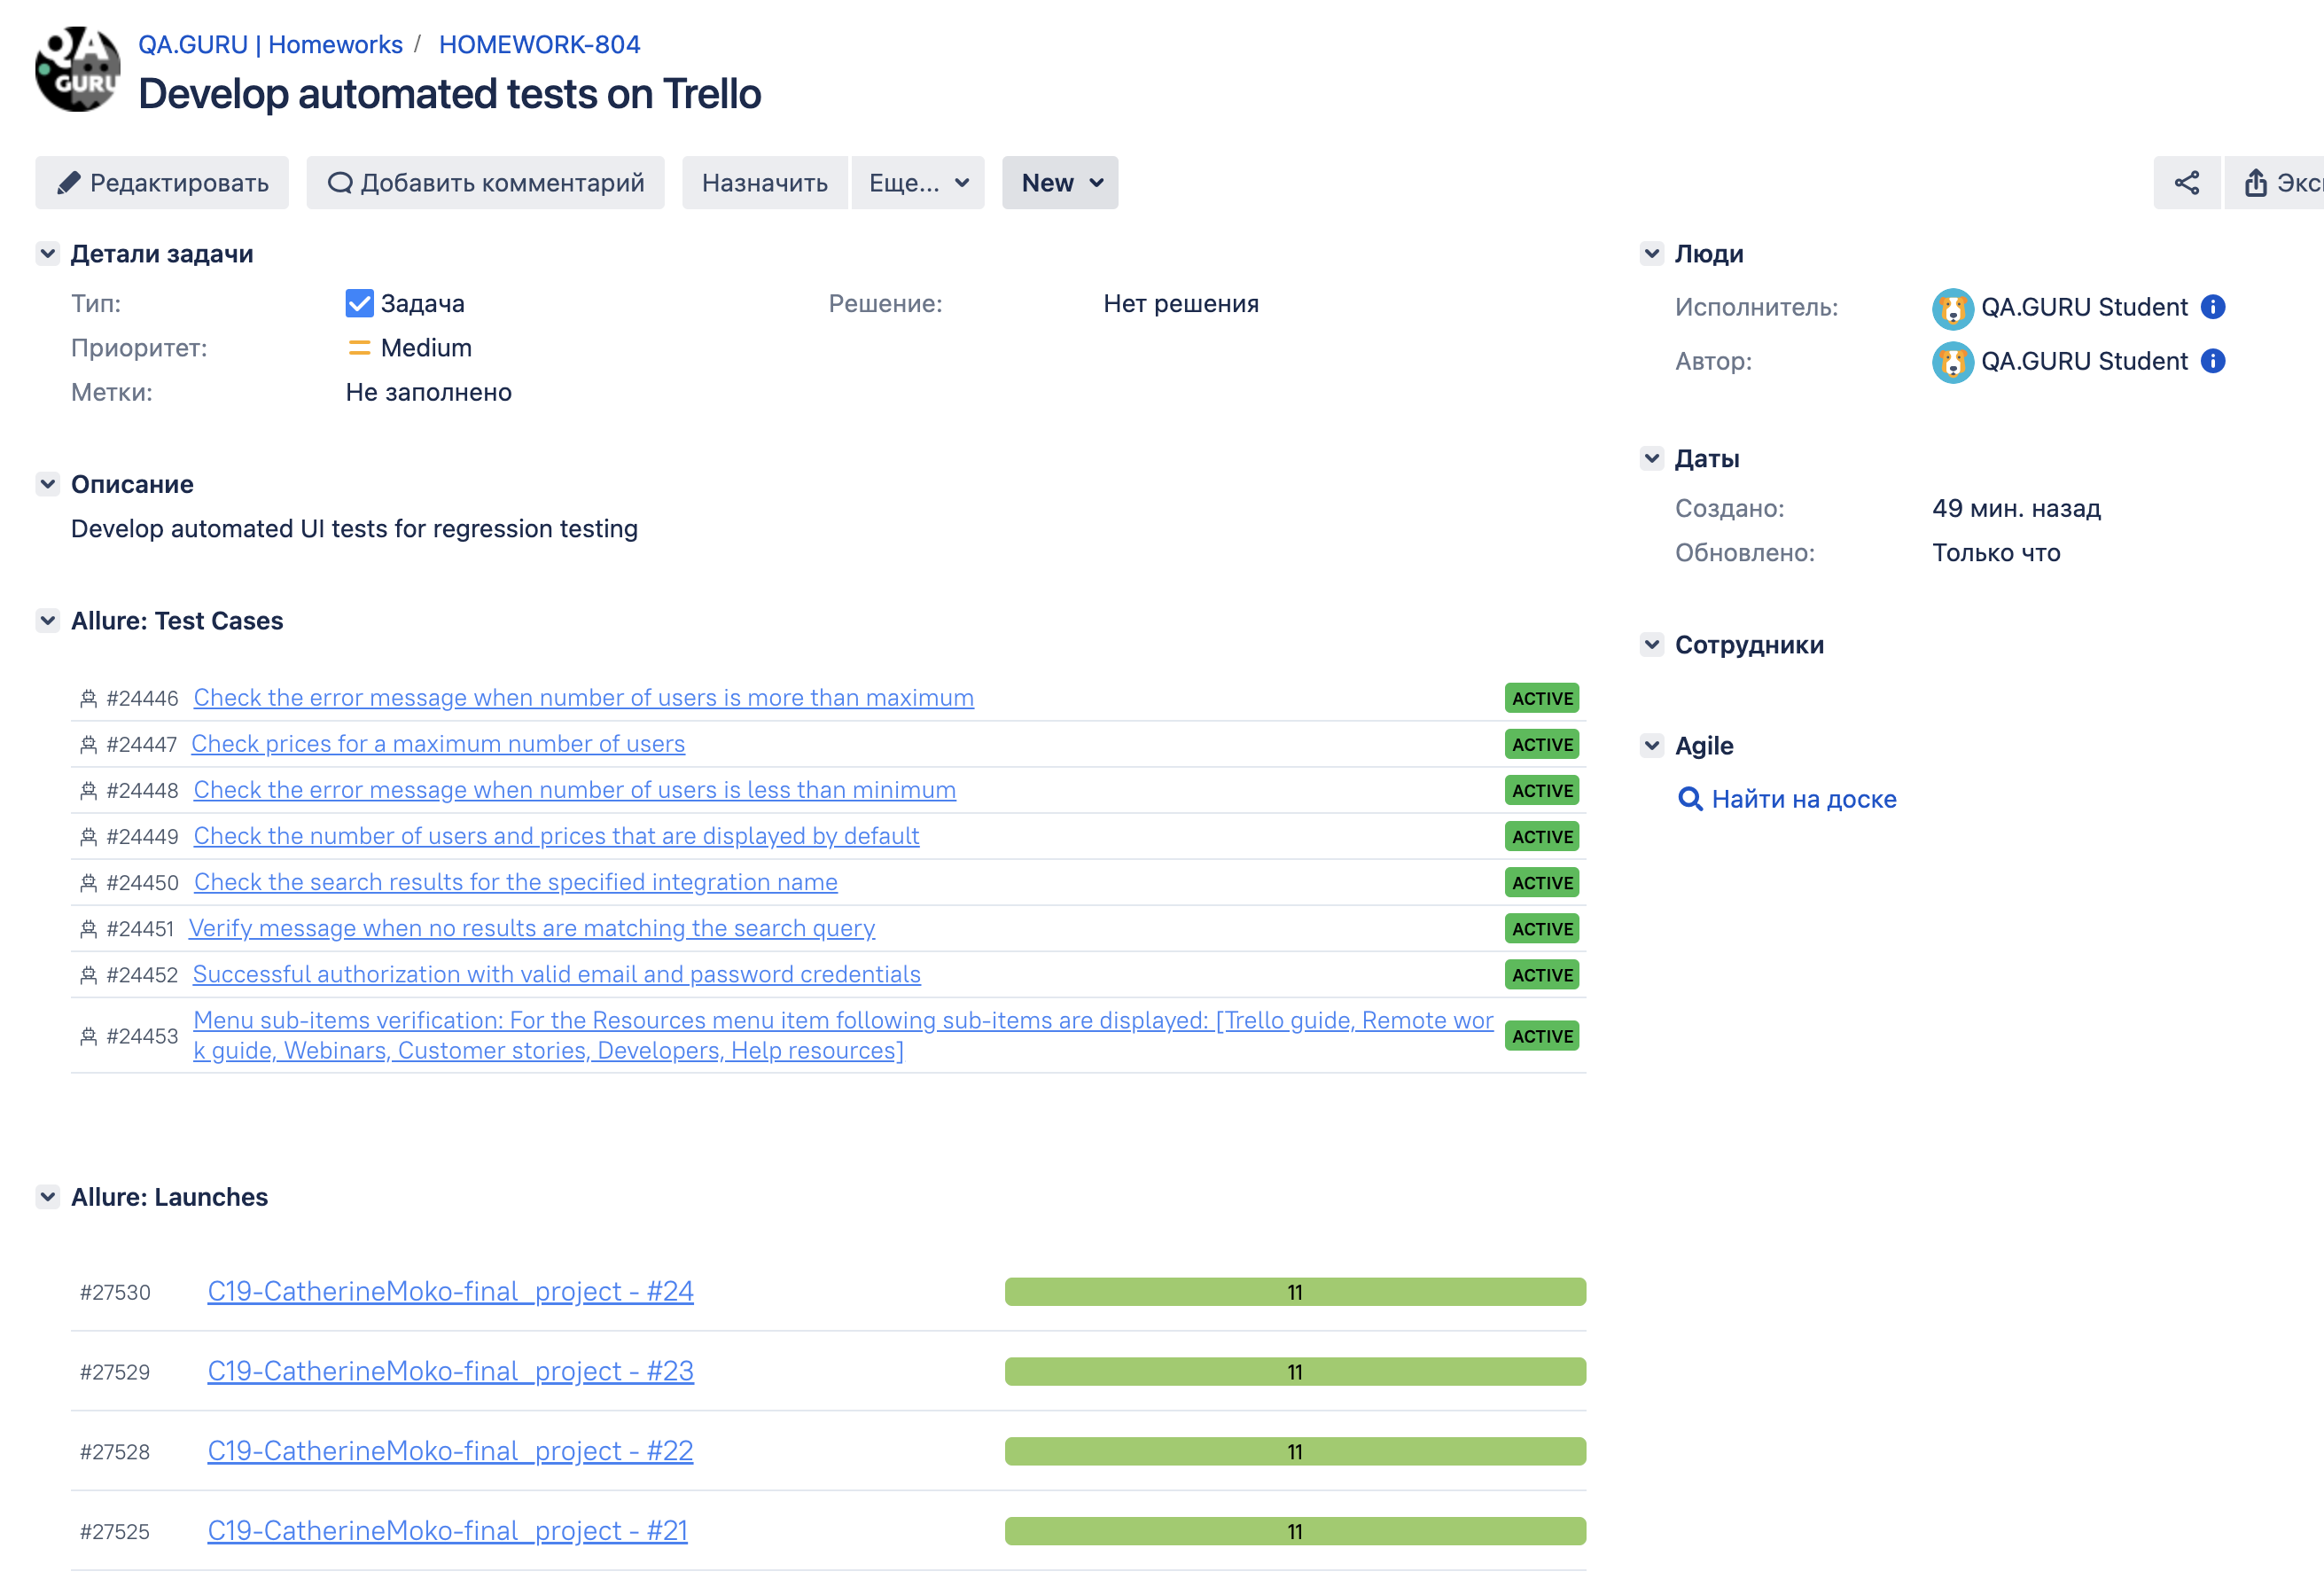 QA GURU
QA.GURU | Homeworks / HOMEWORK-804
Develop automated tests on Trello
Редактировать Добавить комментарий Назначить Еще... New
Детали задачи
Тип: Задача Решение: Нет решения
Приоритет: Medium
Метки: Не заполнено
Описание
Develop automated UI tests for regression testing
Allure: Test Cases
#24446 Check the error message when number of users is more than maximum ACTIVE
#24447 Check prices for a maximum number of users ACTIVE
#24448 Check the error message when number of users is less than minimum ACTIVE
#24449 Check the number of users and prices that are displayed by default ACTIVE
#24450 Check the search results for the specified integration name ACTIVE
#24451 Verify message when no results are matching the search query ACTIVE
#24452 Successful authorization with valid email and password credentials ACTIVE
#24453 Menu sub-items verification: For the Resources menu item following sub-items are displayed: [Trello guide, Remote wor
k guide, Webinars, Customer stories, Developers, Help resources] ACTIVE
Allure: Launches
#27530 C19-CatherineMoko-final_project - #24 11
#27529 C19-CatherineMoko-final_project - #23 11
#27528 C19-CatherineMoko-final_project - #22 11
#27525 C19-CatherineMoko-final_project - #21 11
Люди
Исполнитель: QA.GURU Student
Автор: QA.GURU Student
Даты
Создано: 49 мин. назад
Обновлено: Только что
Сотрудники
Agile
Найти на доске